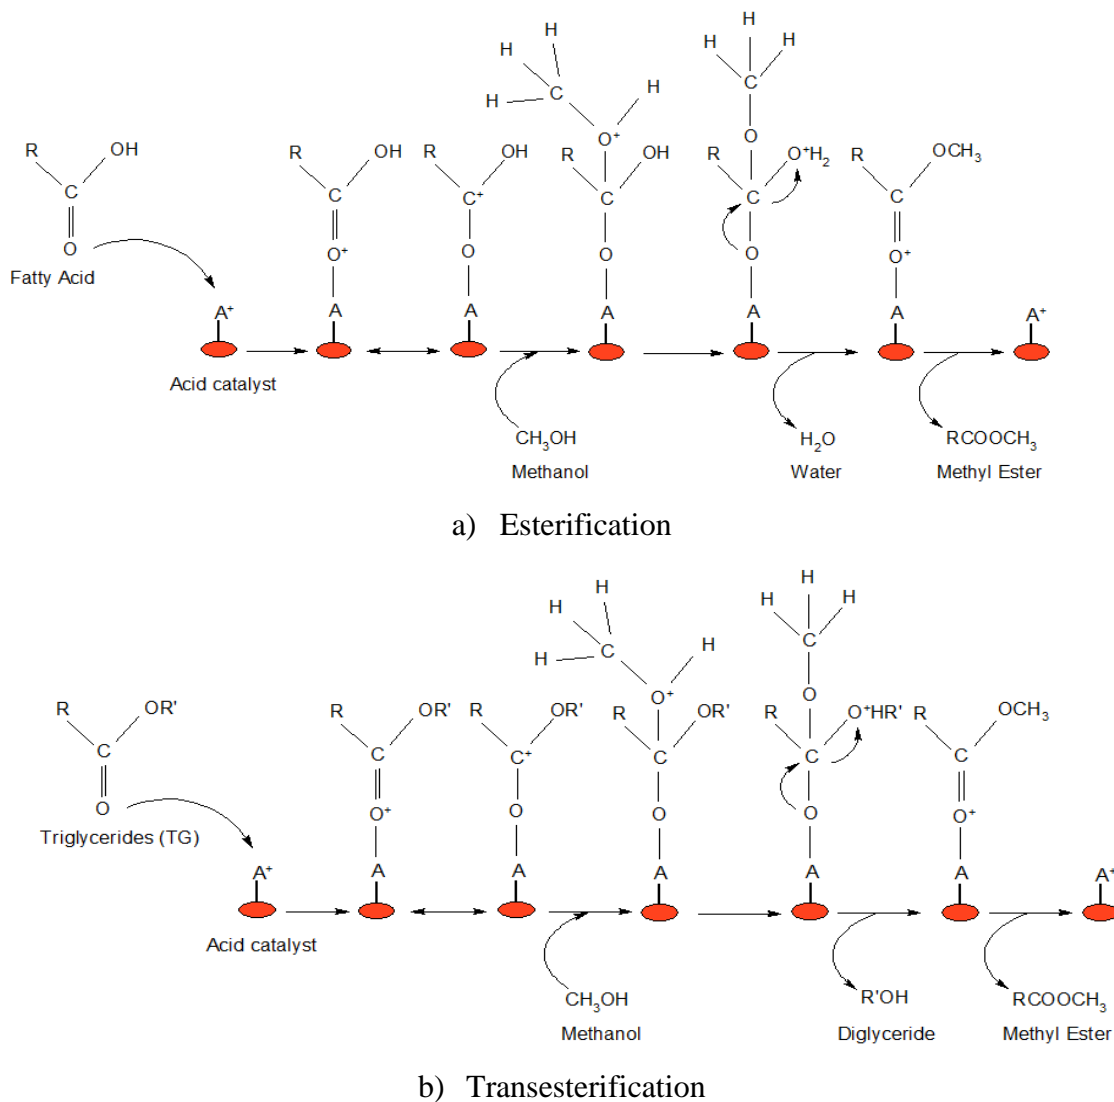 H
H H H H
H C C H
O⁺ O
R OH R OH R OH R OH R O⁺H₂ R OCH₃
C C C⁺ C C C
O O⁺ O O O O⁺
Fatty Acid
A⁺ A A A A A A⁺
Acid catalyst
CH₃OH H₂O RCOOCH₃
Methanol Water Methyl Ester
a) Esterification
H
H H H H
H C C H
O⁺ O
R OR' R OR' R OR' R OR' R O⁺HR' R OCH₃
C C C⁺ C C C
O O⁺ O O O O⁺
Triglycerides (TG)
A⁺ A A A A A A⁺
Acid catalyst
CH₃OH R'OH RCOOCH₃
Methanol Diglyceride Methyl Ester
b) Transesterification